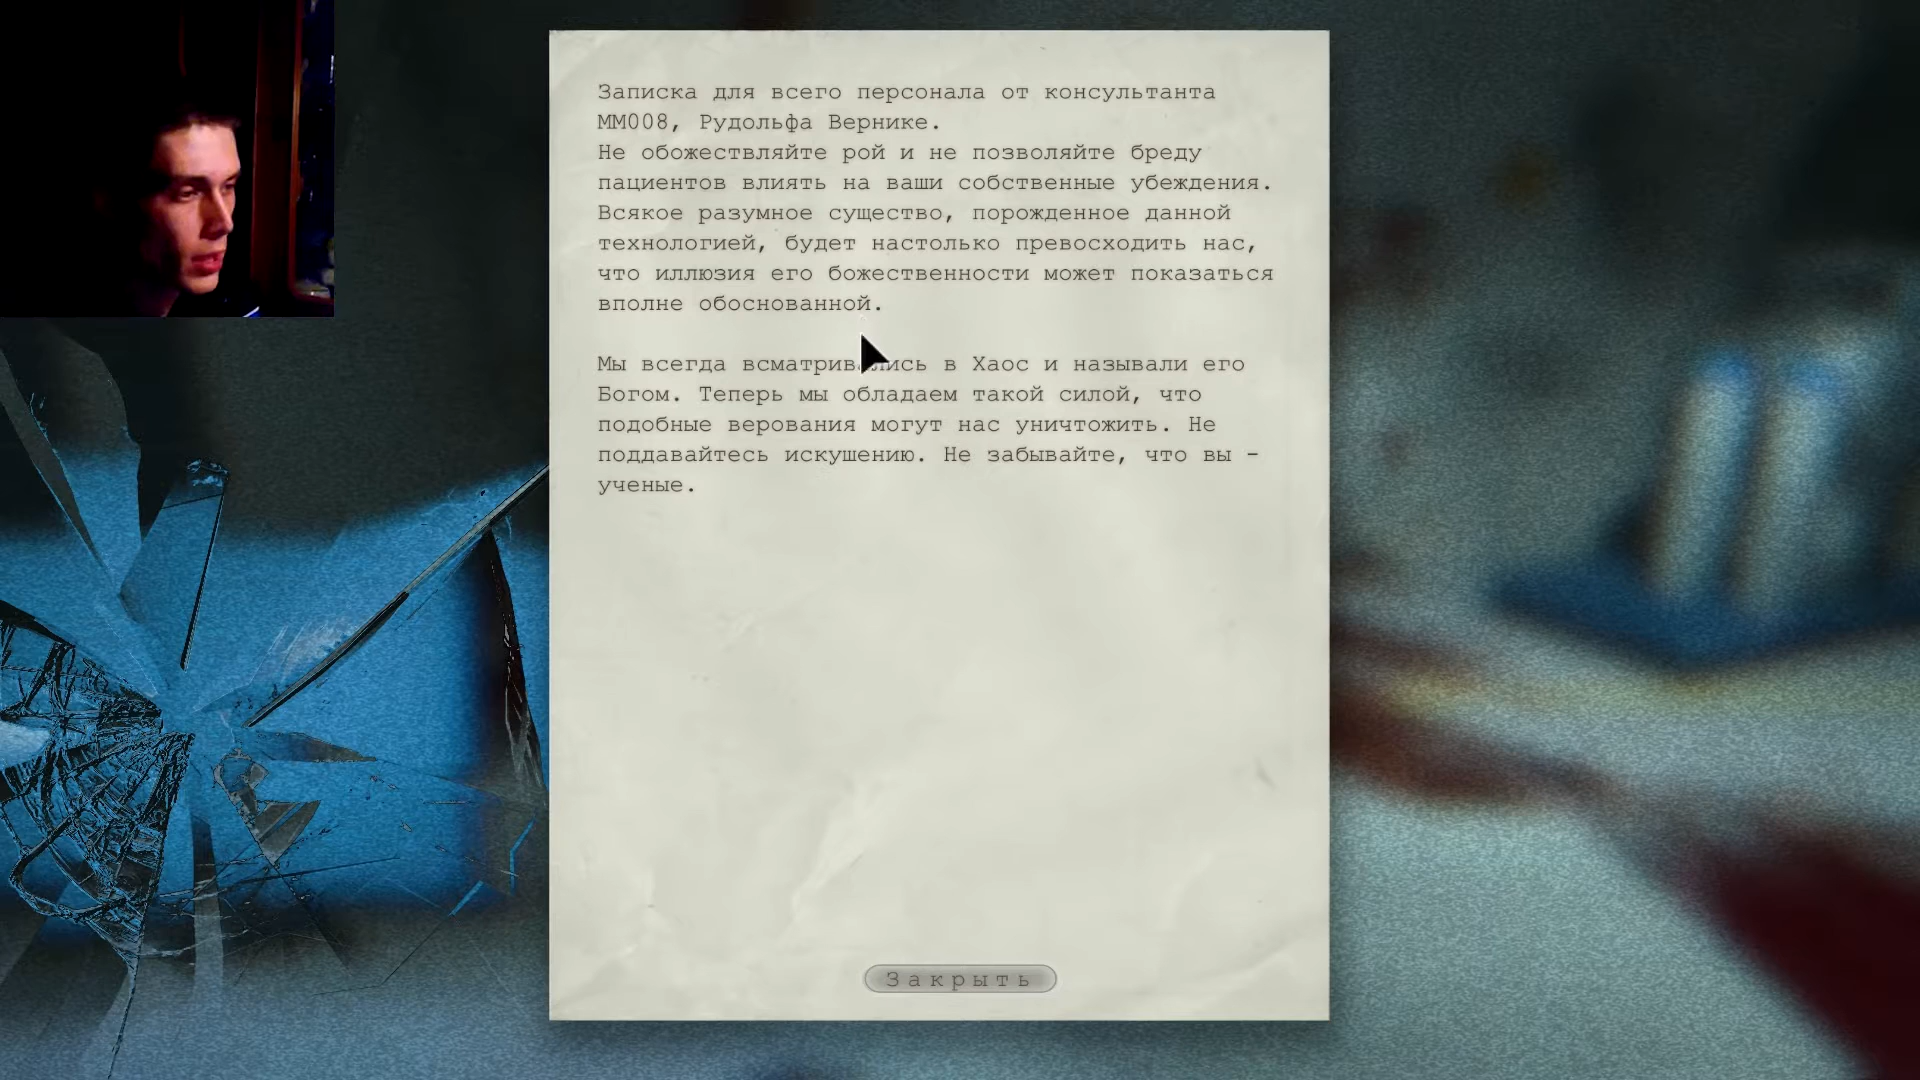 Записка для всего персонала от консультанта
ММ008, Рудольфа Вернике.
Не обожествляйте рой и не позволяйте бреду
пациентов влиять на ваши собственные убеждения.
Всякое разумное существо, порожденное данной
технологией, будет настолько превосходить нас,
что иллюзия его божественности может показаться
вполне обоснованной.
Мы всегда всматривались в Хаос и называли его
Богом. Теперь мы обладаем такой силой, что
подобные верования могут нас уничтожить. Не
поддавайтесь искушению. Не забывайте, что вы -
ученые.
Закрыть